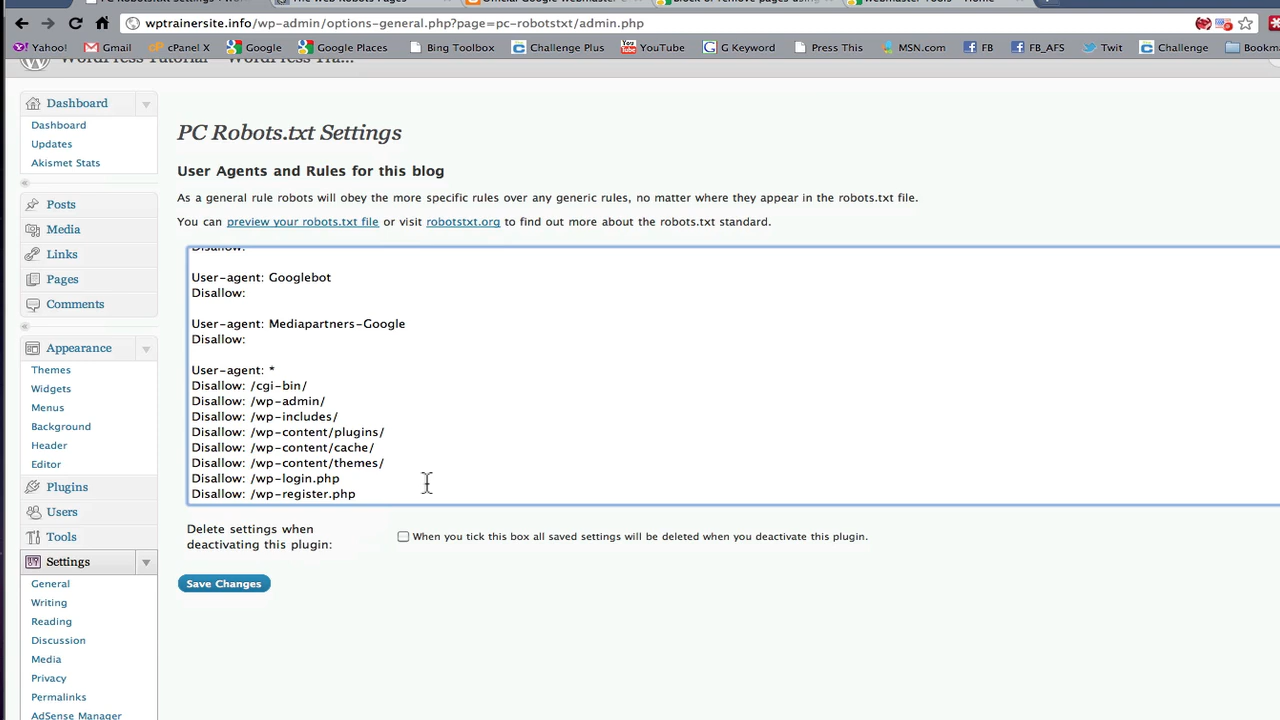 wptrainersite.info/wp-admin/options-general.php?page=pc-robotstxt/admin.php
Yahoo! Gmail cPanel X Google Google Places Bing Toolbox Challenge Plus YouTube G Keyword Press This MSN.com FB FB_AFS Twit Challenge Bookm
Dashboard
Dashboard
Updates
Akismet Stats
Posts
Media
Links
Pages
Comments
Appearance
Themes
Widgets
Menus
Background
Header
Editor
Plugins
Users
Tools
Settings
General
Writing
Reading
Discussion
Media
Privacy
Permalinks
AdSense Manager
PC Robots.txt Settings
User Agents and Rules for this blog
As a general rule robots will obey the more specific rules over any generic rules, no matter where they appear in the robots.txt file.
You can preview your robots.txt file or visit robotstxt.org to find out more about the robots.txt standard.
Disallow:
User-agent: Googlebot
Disallow:
User-agent: Mediapartners-Google
Disallow:
User-agent: *
Disallow: /cgi-bin/
Disallow: /wp-admin/
Disallow: /wp-includes/
Disallow: /wp-content/plugins/
Disallow: /wp-content/cache/
Disallow: /wp-content/themes/
Disallow: /wp-login.php
Disallow: /wp-register.php
Delete settings when
deactivating this plugin:
When you tick this box all saved settings will be deleted when you deactivate this plugin.
Save Changes